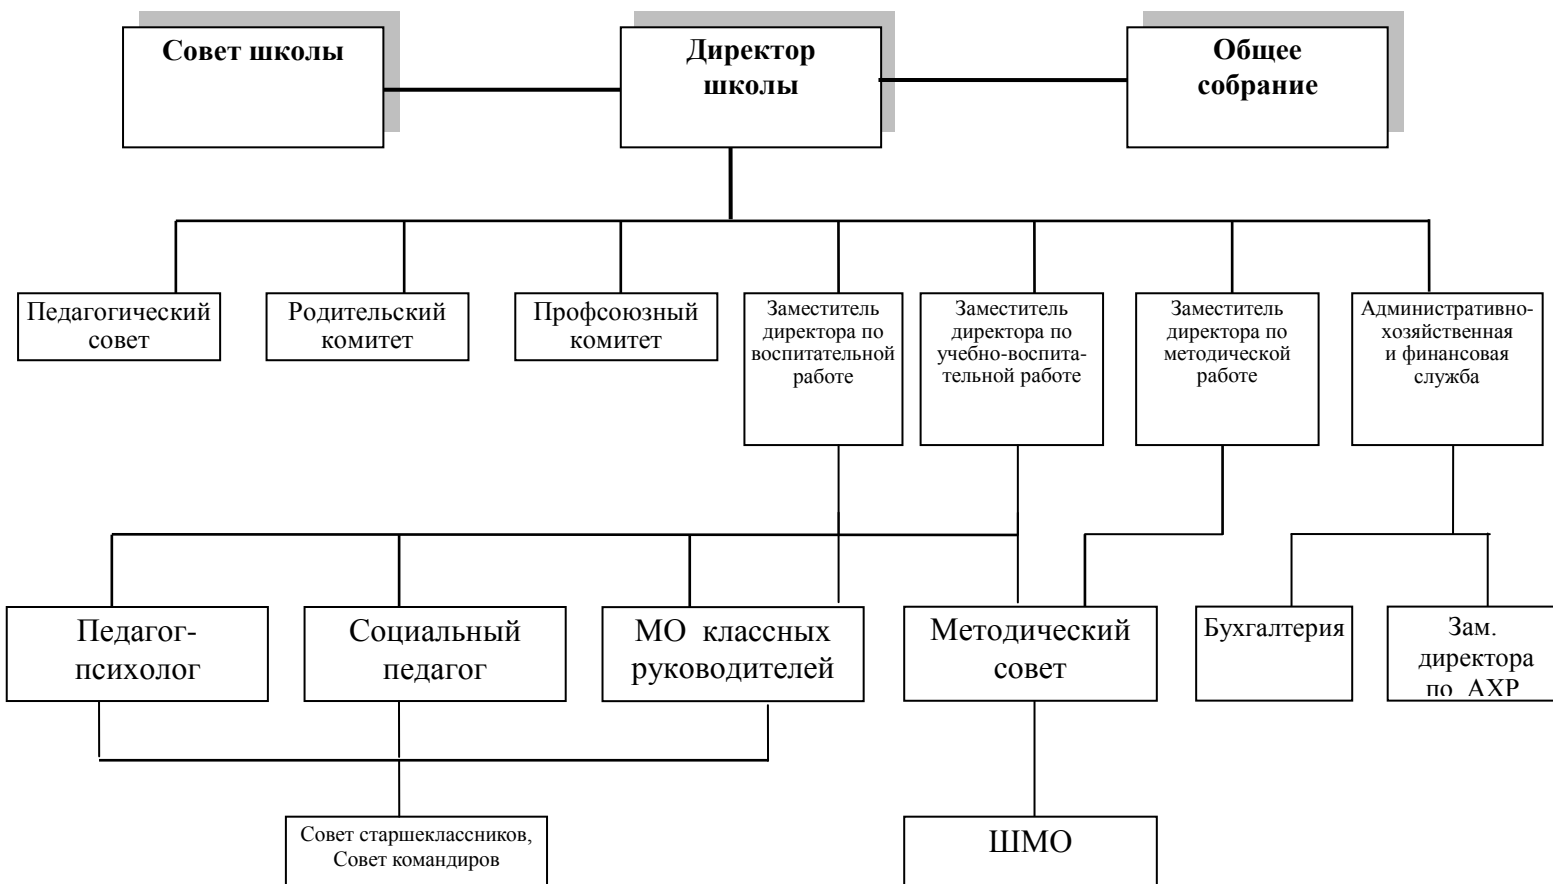 Совет школы
Директор
школы
Общее
собрание
Педагогический
совет
Родительский
комитет
Профсоюзный
комитет
Заместитель
директора по
воспитательной
работе
Заместитель
директора по
учебно-воспита-
тельной работе
Заместитель
директора по
методической
работе
Административно-
хозяйственная
и финансовая
служба
Педагог-
психолог
Социальный
педагог
МО классных
руководителей
Методический
совет
Бухгалтерия
Зам.
директора
по АХР
Совет старшеклассников,
Совет командиров
ШМО